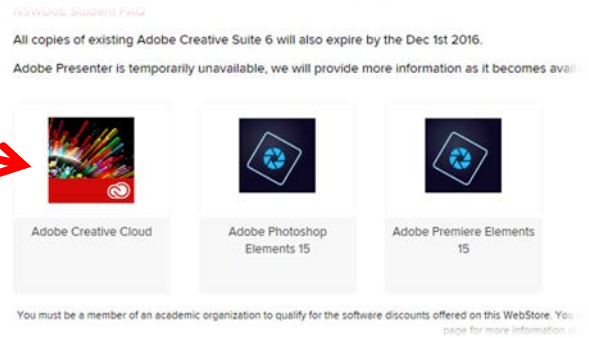 NSWDoE Student FAQ
All copies of existing Adobe Creative Suite 6 will also expire by the Dec 1st 2016.
Adobe Presenter is temporarily unavailable, we will provide more information as it becomes
Adobe Creative Cloud
Adobe Photoshop
Elements 15
Adobe Premiere Elements
15
You must be a member of an academic organization to qualify for the software discounts offered on this WebStore. You
page for more information